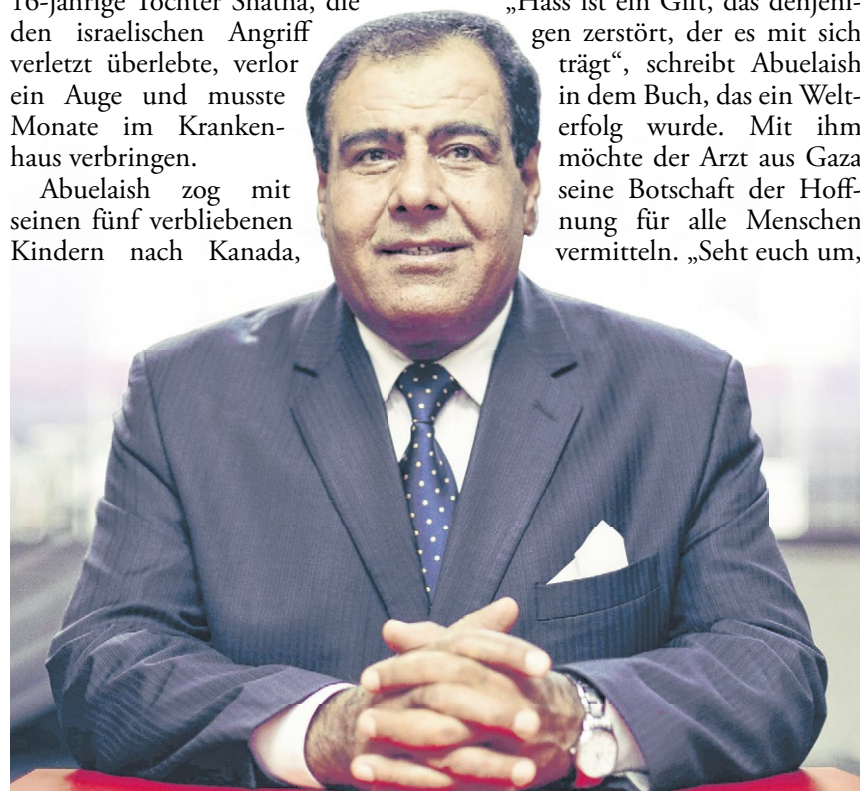 16-jährige Tochter Shatha, die
den israelischen Angriff
verletzt überlebte, verlor
ein Auge und musste
Monate im Kranken-
haus verbringen.
Abuelaish zog mit
seinen fünf verbliebenen
Kindern nach Kanada,
„Hass ist ein Gift, das denjeni-
gen zerstört, der es mit sich
trägt“, schreibt Abuelaish
in dem Buch, das ein Welt-
erfolg wurde. Mit ihm
möchte der Arzt aus Gaza
seine Botschaft der Hoff-
nung für alle Menschen
vermitteln. „Seht euch um,